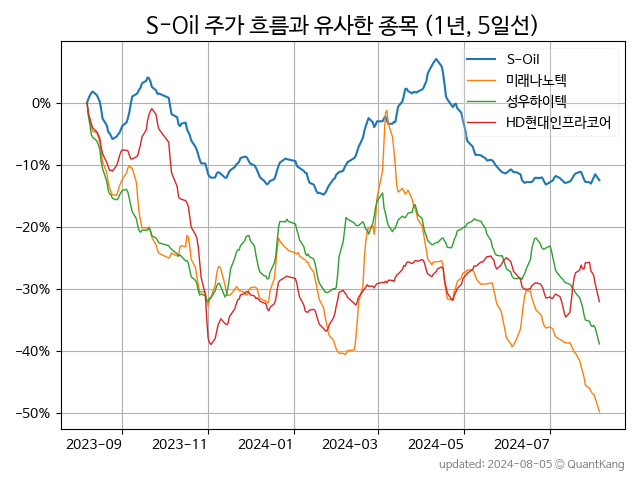 S-Oil 주가 흐름과 유사한 종목 (1년, 5일선)
S-Oil
미래나노텍
성우하이텍
HD현대인프라코어
0%
−10%
−20%
−30%
−40%
−50%
2023-09 2023-11 2024-01 2024-03 2024-05 2024-07
updated: 2024-08-05 © QuantKang